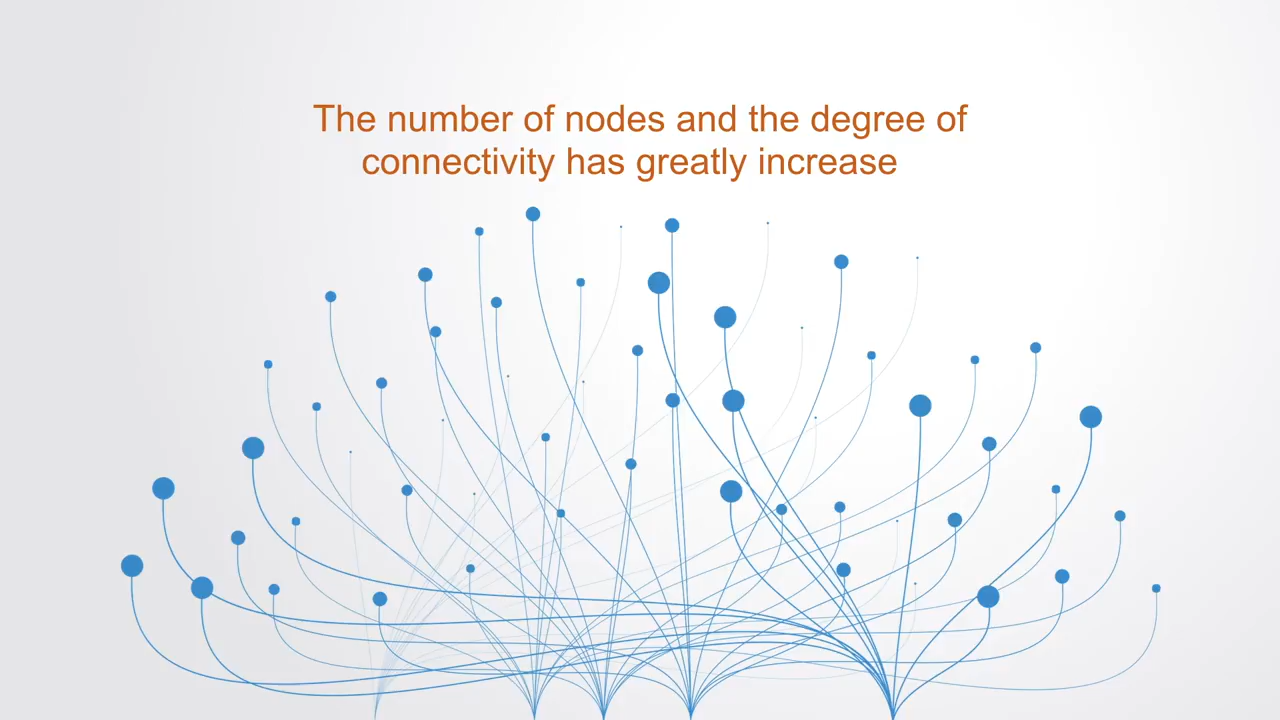 The number of nodes and the degree of
connectivity has greatly increase